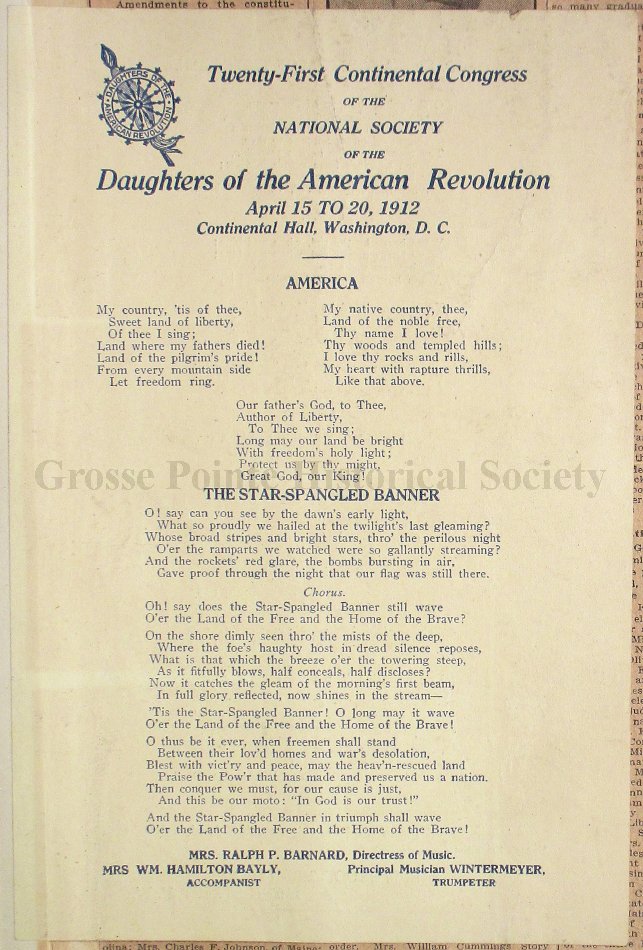 Amendments to the constitu-
so many gradua
DAUGHTERS OF THE AMERICAN REVOLUTION
Twenty-First Continental Congress
OF THE
NATIONAL SOCIETY
OF THE
Daughters of the American Revolution
April 15 TO 20, 1912
Continental Hall, Washington, D. C.
AMERICA
My country, 'tis of thee,
Sweet land of liberty,
Of thee I sing;
Land where my fathers died!
Land of the pilgrim's pride!
From every mountain side
Let freedom ring.
My native country, thee,
Land of the noble free,
Thy name I love!
Thy woods and templed hills;
I love thy rocks and rills,
My heart with rapture thrills,
Like that above.
Our father's God, to Thee,
Author of Liberty,
To Thee we sing;
Long may our land be bright
With freedom's holy light;
Protect us by thy might,
Great God, our King!
Grosse Pointe Historical Society
THE STAR-SPANGLED BANNER
O! say can you see by the dawn's early light,
What so proudly we hailed at the twilight's last gleaming?
Whose broad stripes and bright stars, thro' the perilous night
O'er the ramparts we watched were so gallantly streaming?
And the rockets' red glare, the bombs bursting in air,
Gave proof through the night that our flag was still there.
Chorus.
Oh! say does the Star-Spangled Banner still wave
O'er the Land of the Free and the Home of the Brave?
On the shore dimly seen thro' the mists of the deep,
Where the foe's haughty host in dread silence reposes,
What is that which the breeze o'er the towering steep,
As it fitfully blows, half conceals, half discloses?
Now it catches the gleam of the morning's first beam,
In full glory reflected, now shines in the stream—
'Tis the Star-Spangled Banner! O long may it wave
O'er the Land of the Free and the Home of the Brave!
O thus be it ever, when freemen shall stand
Between their lov'd homes and war's desolation,
Blest with vict'ry and peace, may the heav'n-rescued land
Praise the Pow'r that has made and preserved us a nation.
Then conquer we must, for our cause is just,
And this be our moto: "In God is our trust!"
And the Star-Spangled Banner in triumph shall wave
O'er the Land of the Free and the Home of the Brave!
MRS. RALPH P. BARNARD, Directress of Music.
MRS WM. HAMILTON BAYLY, Principal Musician WINTERMEYER,
ACCOMPANIST TRUMPETER
olina; Mrs. Charles F. Johnson of Maine; order. Mrs. William Cummings Story